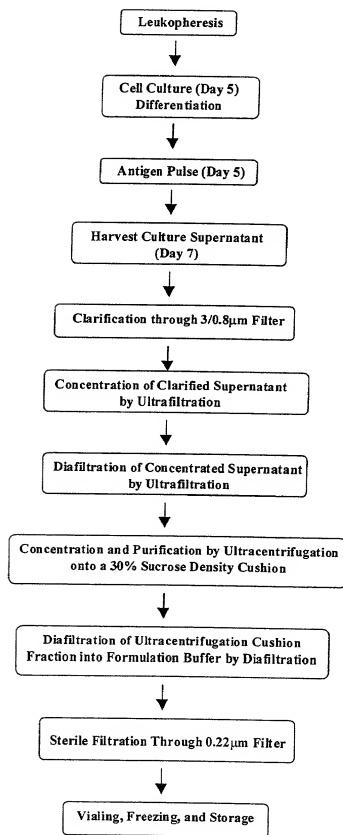 Leukopheresis
Cell Culture (Day 5)
Differentiation
Antigen Pulse (Day 5)
Harvest Culture Supernatant
(Day 7)
Clarification through 3/0.8μm Filter
Concentration of Clarified Supernatant
by Ultrafiltration
Diafiltration of Concentrated Supernatant
by Ultrafiltration
Concentration and Purification by Ultracentrifugation
onto a 30% Sucrose Density Cushion
Diafiltration of Ultracentrifugation Cushion
Fraction into Formulation Buffer by Diafiltration
Sterile Filtration Through 0.22μm Filter
Vialing, Freezing, and Storage